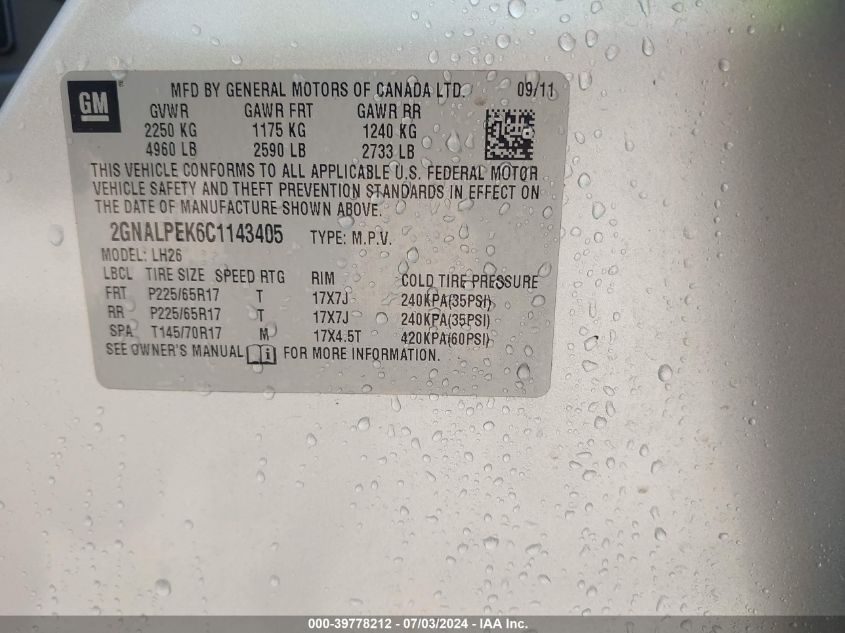 GM MFD BY GENERAL MOTORS OF CANADA LTD. 09/11
GVWR GAWR FRT GAWR RR
2250 KG 1175 KG 1240 KG
4960 LB 2590 LB 2733 LB
THIS VEHICLE CONFORMS TO ALL APPLICABLE U.S. FEDERAL MOTOR
VEHICLE SAFETY AND THEFT PREVENTION STANDARDS IN EFFECT ON
THE DATE OF MANUFACTURE SHOWN ABOVE.
2GNALPEK6C1143405 TYPE: M.P.V.
MODEL: LH26
LBCL TIRE SIZE SPEED RTG RIM COLD TIRE PRESSURE
FRT P225/65R17 T 17X7J 240KPA(35PSI)
RR P225/65R17 T 17X7J 240KPA(35PSI)
SPA T145/70R17 M 17X4.5T 420KPA(60PSI)
SEE OWNER'S MANUAL i FOR MORE INFORMATION.
000-39778212 - 07/03/2024 - IAA Inc.